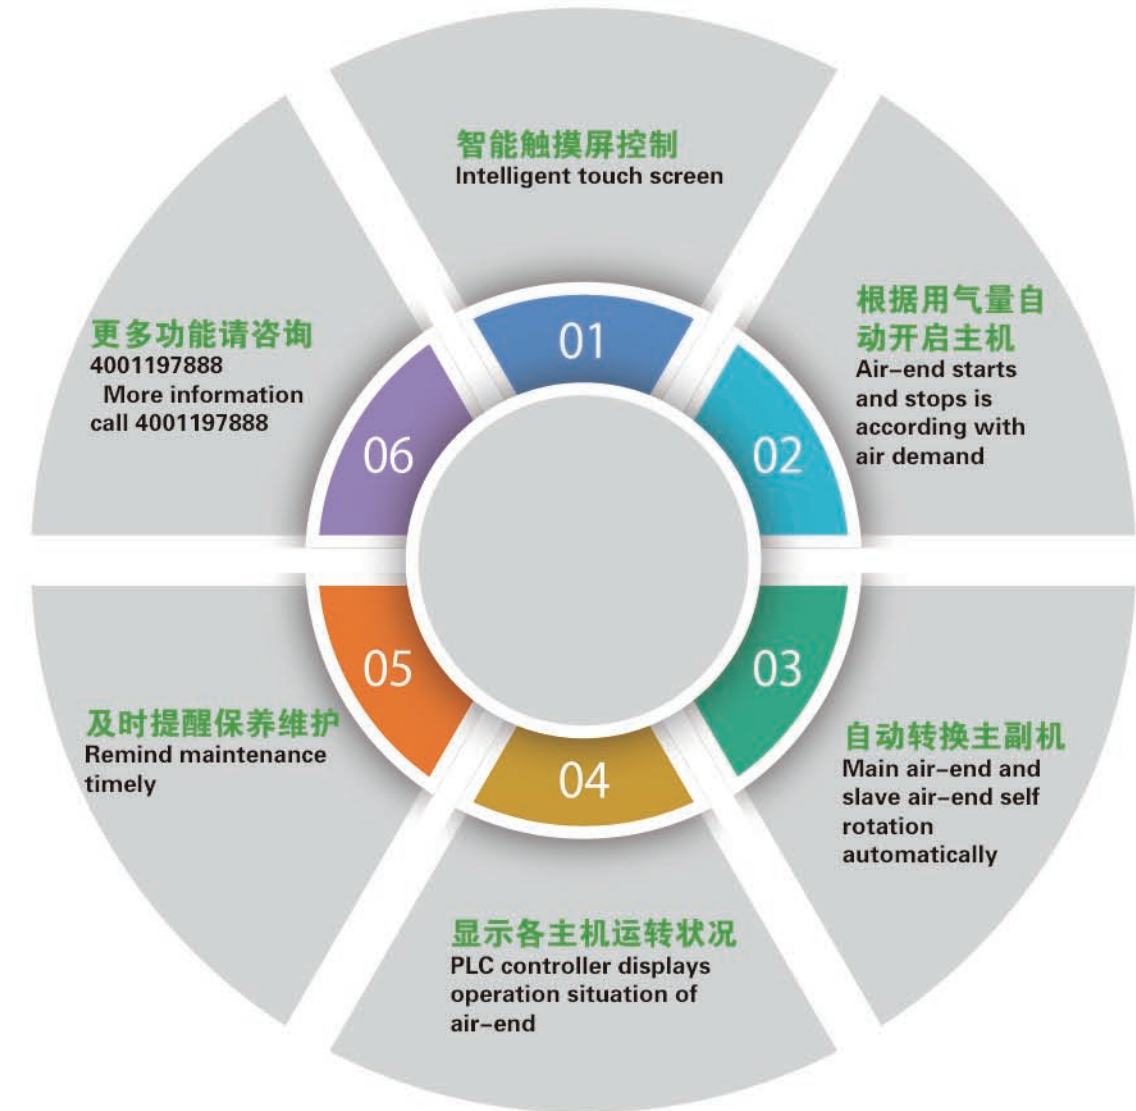 01
智能触摸屏控制
Intelligent touch screen
02
根据用气量自
动开启主机
Air-end starts
and stops is
according with
air demand
03
自动转换主副机
Main air-end and
slave air-end self
rotation
automatically
04
显示各主机运转状况
PLC controller displays
operation situation of
air-end
05
及时提醒保养维护
Remind maintenance
timely
06
更多功能请咨询
4001197888
More information
call 4001197888